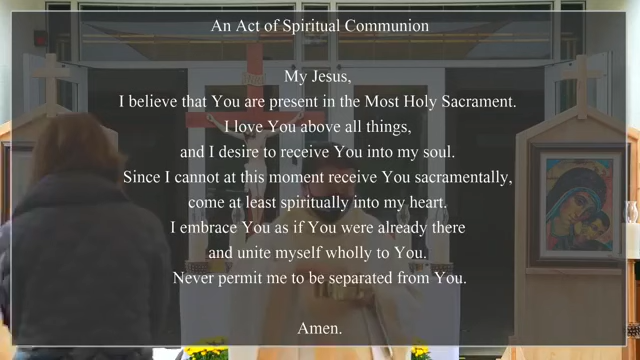 An Act of Spiritual Communion
My Jesus,
I believe that You are present in the Most Holy Sacrament.
I love You above all things,
and I desire to receive You into my soul.
Since I cannot at this moment receive You sacramentally,
come at least spiritually into my heart.
I embrace You as if You were already there
and unite myself wholly to You.
Never permit me to be separated from You.
Amen.